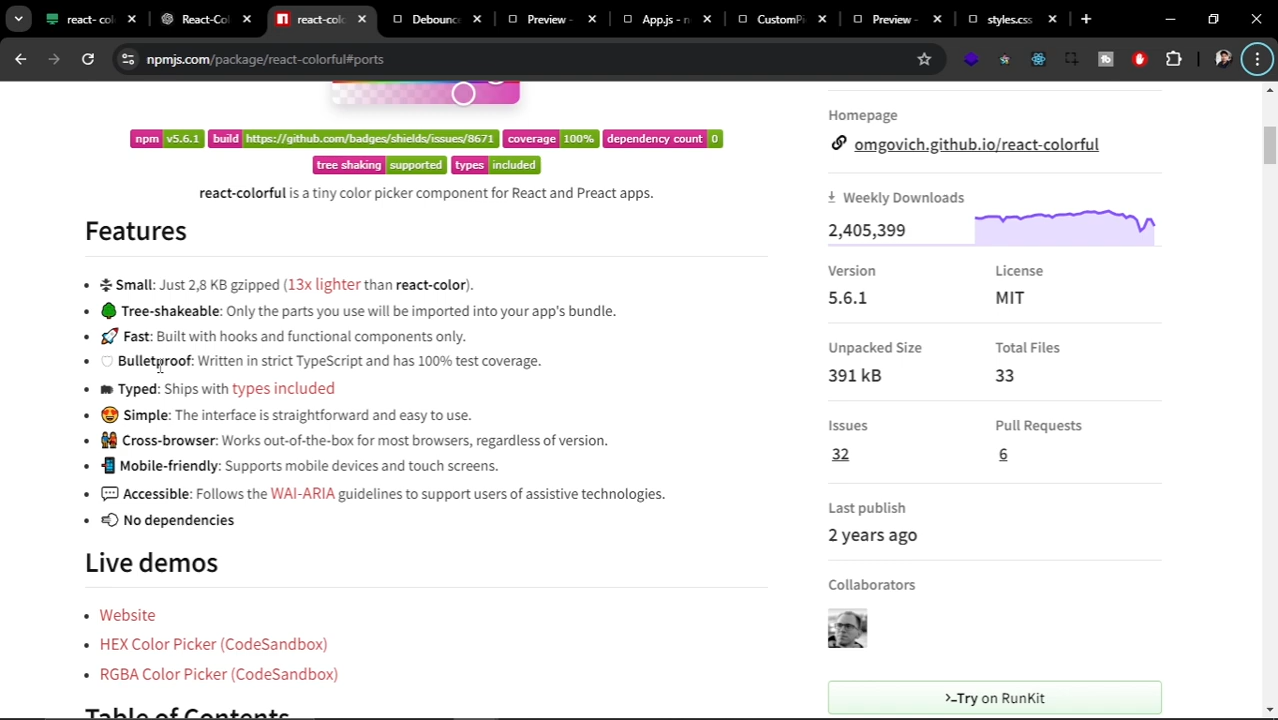 react- col
React-Col
react-colo
Debounc
Preview -
App.js - n
CustomPi
Preview -
styles.css
npmjs.com/package/react-colorful#ports
npm v5.6.1 build https://github.com/badges/shields/issues/8671 coverage 100% dependency count 0
tree shaking supported types included
react-colorful is a tiny color picker component for React and Preact apps.
Features
Small: Just 2,8 KB gzipped (13x lighter than react-color).
Tree-shakeable: Only the parts you use will be imported into your app's bundle.
Fast: Built with hooks and functional components only.
Bulletproof: Written in strict TypeScript and has 100% test coverage.
Typed: Ships with types included
Simple: The interface is straightforward and easy to use.
Cross-browser: Works out-of-the-box for most browsers, regardless of version.
Mobile-friendly: Supports mobile devices and touch screens.
Accessible: Follows the WAI-ARIA guidelines to support users of assistive technologies.
No dependencies
Live demos
Website
HEX Color Picker (CodeSandbox)
RGBA Color Picker (CodeSandbox)
Table of Contents
Homepage
omgovich.github.io/react-colorful
Weekly Downloads
2,405,399
Version License
5.6.1 MIT
Unpacked Size Total Files
391 kB 33
Issues Pull Requests
32 6
Last publish
2 years ago
Collaborators
Try on RunKit